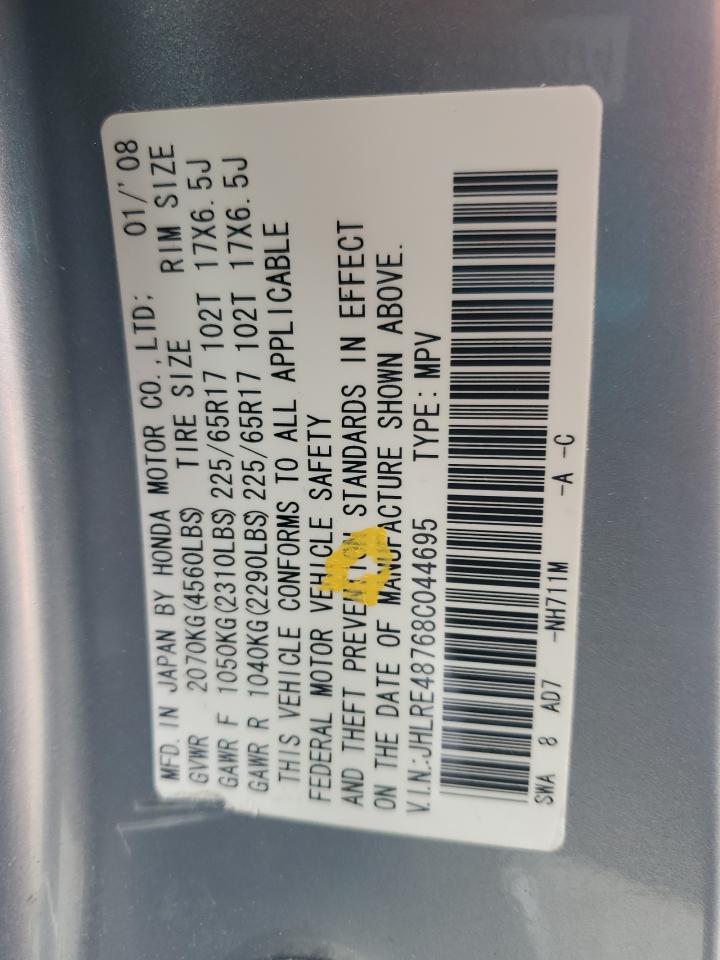 MFD. IN JAPAN BY HONDA MOTOR CO., LTD; 01/'08
GVWR 2070KG(4560LBS) TIRE SIZE RIM SIZE
GAWR F 1050KG(2310LBS) 225/65R17 102T 17X6.5J
GAWR R 1040KG(2290LBS) 225/65R17 102T 17X6.5J
THIS VEHICLE CONFORMS TO ALL APPLICABLE
FEDERAL MOTOR VEHICLE SAFETY
AND THEFT PREVENTION STANDARDS IN EFFECT
ON THE DATE OF MANUFACTURE SHOWN ABOVE.
V.I.N.:JHLRE48768C044695 TYPE: MPV
SWA 8 AD7 -NH711M -A -C